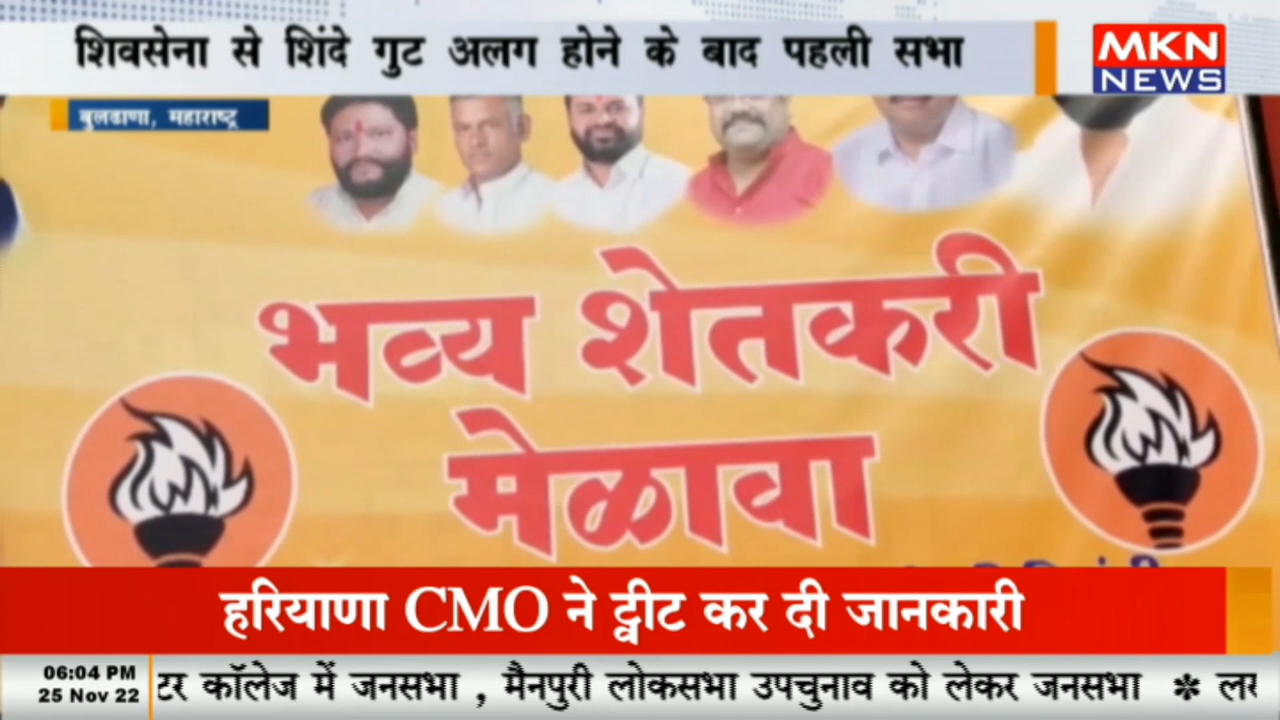 शिवसेना से शिंदे गुट अलग होने के बाद पहली सभा
MKN
NEWS
बुलढाणा, महाराष्ट्र
भव्य शेतकरी
मेळावा
हरियाणा CMO ने ट्वीट कर दी जानकारी
06:04 PM
25 Nov 22
टर कॉलेज में जनसभा , मैनपुरी लोकसभा उपचुनाव को लेकर जनसभा ✽